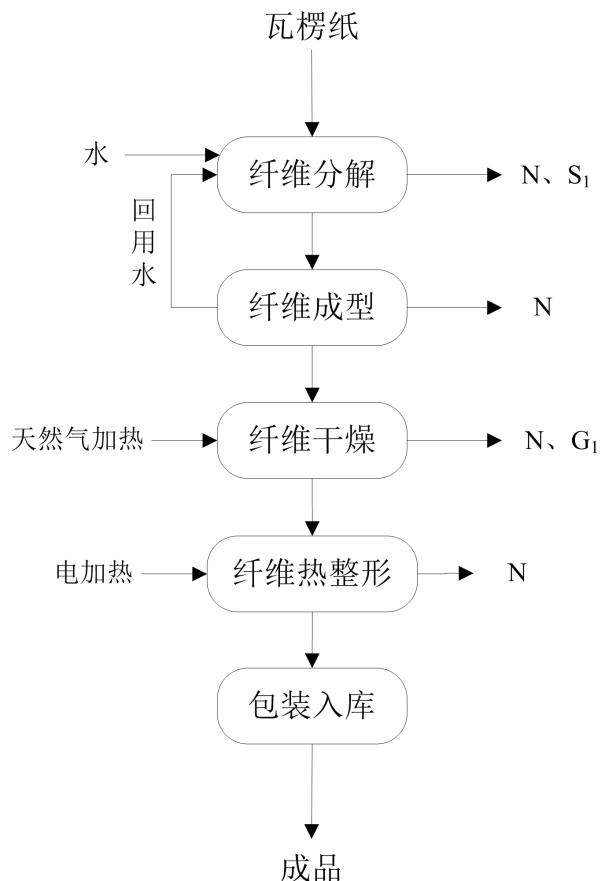 瓦楞纸
水
纤维分解
N、S₁
回用水
纤维成型
N
天然气加热
纤维干燥
N、G₁
电加热
纤维热整形
N
包装入库
成品